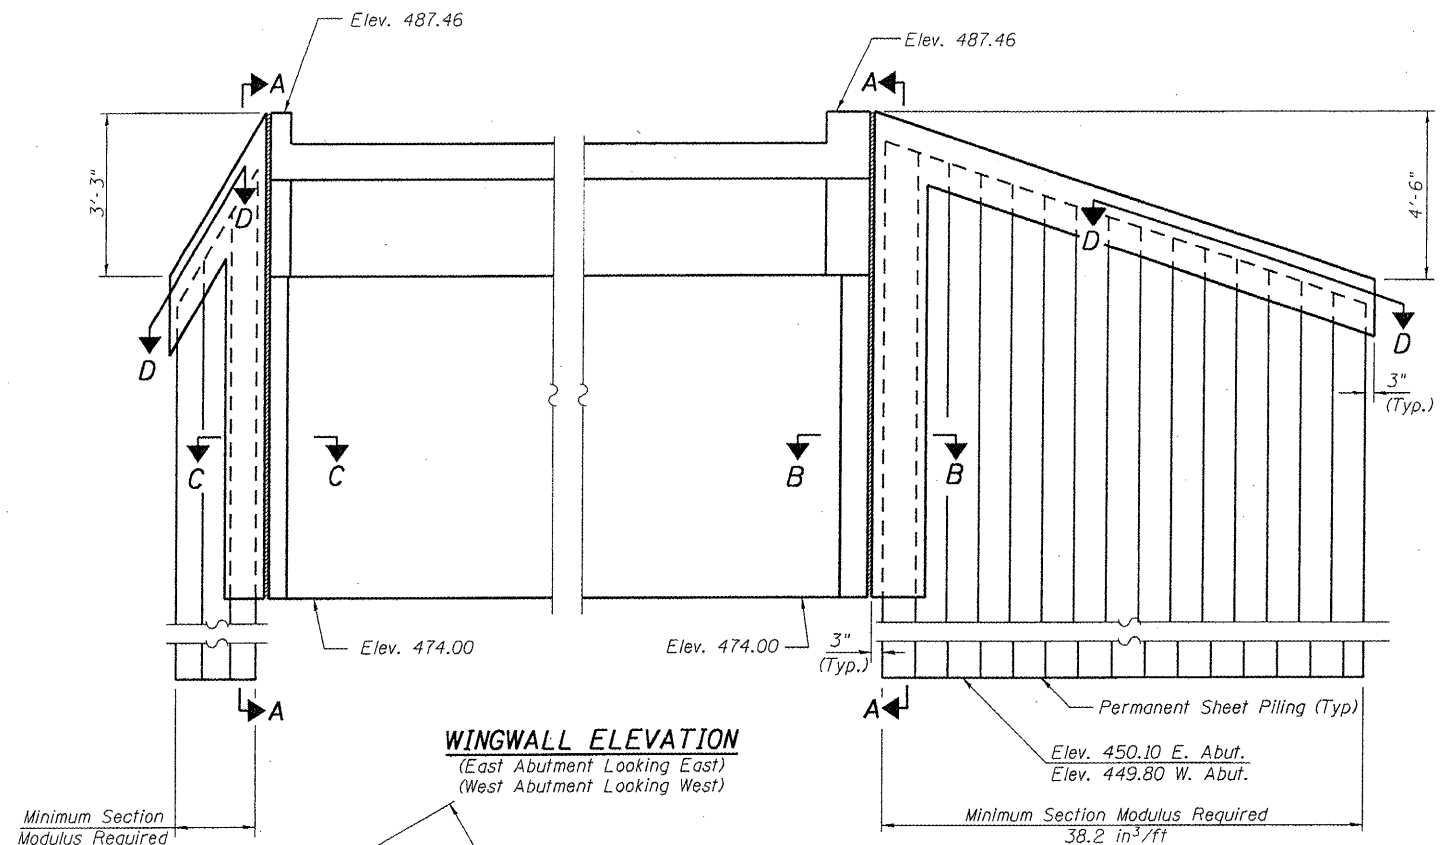 Elev. 487.46
Elev. 487.46
A
A
3'-3"
4'-6"
D
D
D
D
3"
(Typ.)
C
C
B
B
Elev. 474.00
Elev. 474.00
3"
(Typ.)
A
A
Permanent Sheet Piling (Typ)
WINGWALL ELEVATION
(East Abutment Looking East)
(West Abutment Looking West)
Elev. 450.10 E. Abut.
Elev. 449.80 W. Abut.
Minimum Section
Modulus Required
Minimum Section Modulus Required
38.2 in³/ft